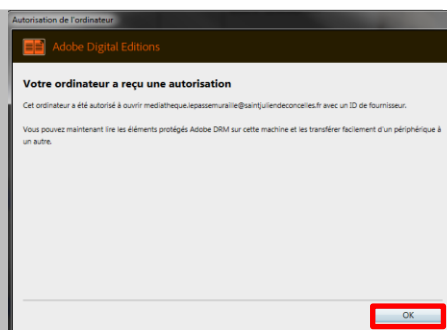 Autorisation de l'ordinateur
Adobe Digital Editions
Votre ordinateur a reçu une autorisation
Cet ordinateur a été autorisé à ouvrir mediatheque.lepassemuraille@saintjuliendeconcelles.fr avec un ID de fournisseur.
Vous pouvez maintenant lire les éléments protégés Adobe DRM sur cette machine et les transférer facilement d'un périphérique à
un autre.
OK